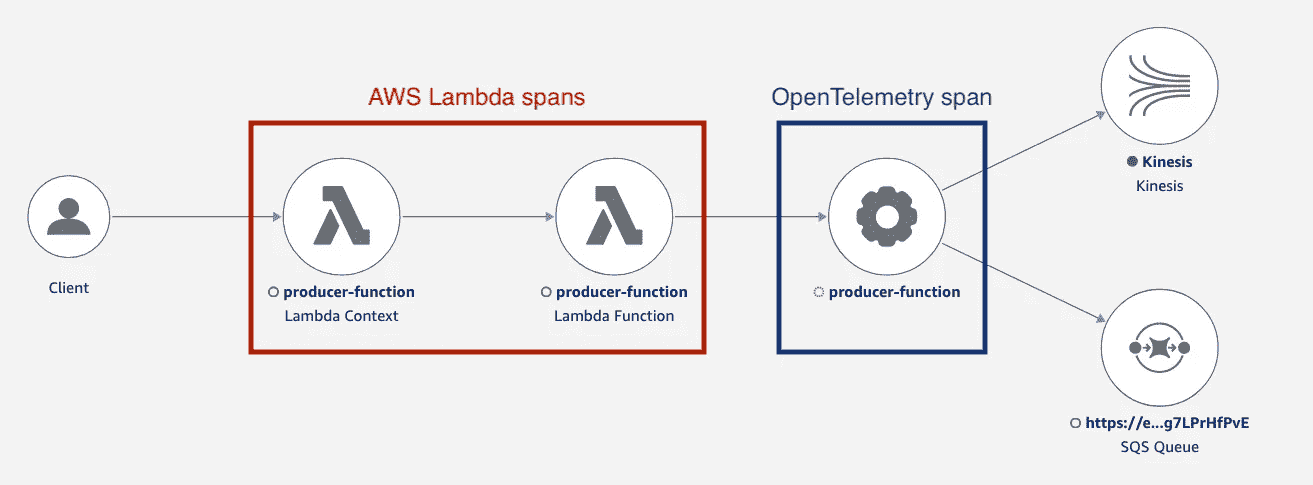 AWS Lambda spans
OpenTelemetry span
Client
producer-function
Lambda Context
producer-function
Lambda Function
producer-function
Kinesis
Kinesis
https://e...g7LPrHfPvE
SQS Queue